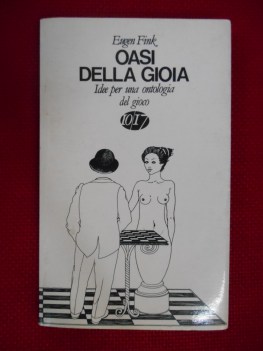 Eugen Fink
OASI
DELLA GIOIA
Idee per una ontologia
del gioco
10/17